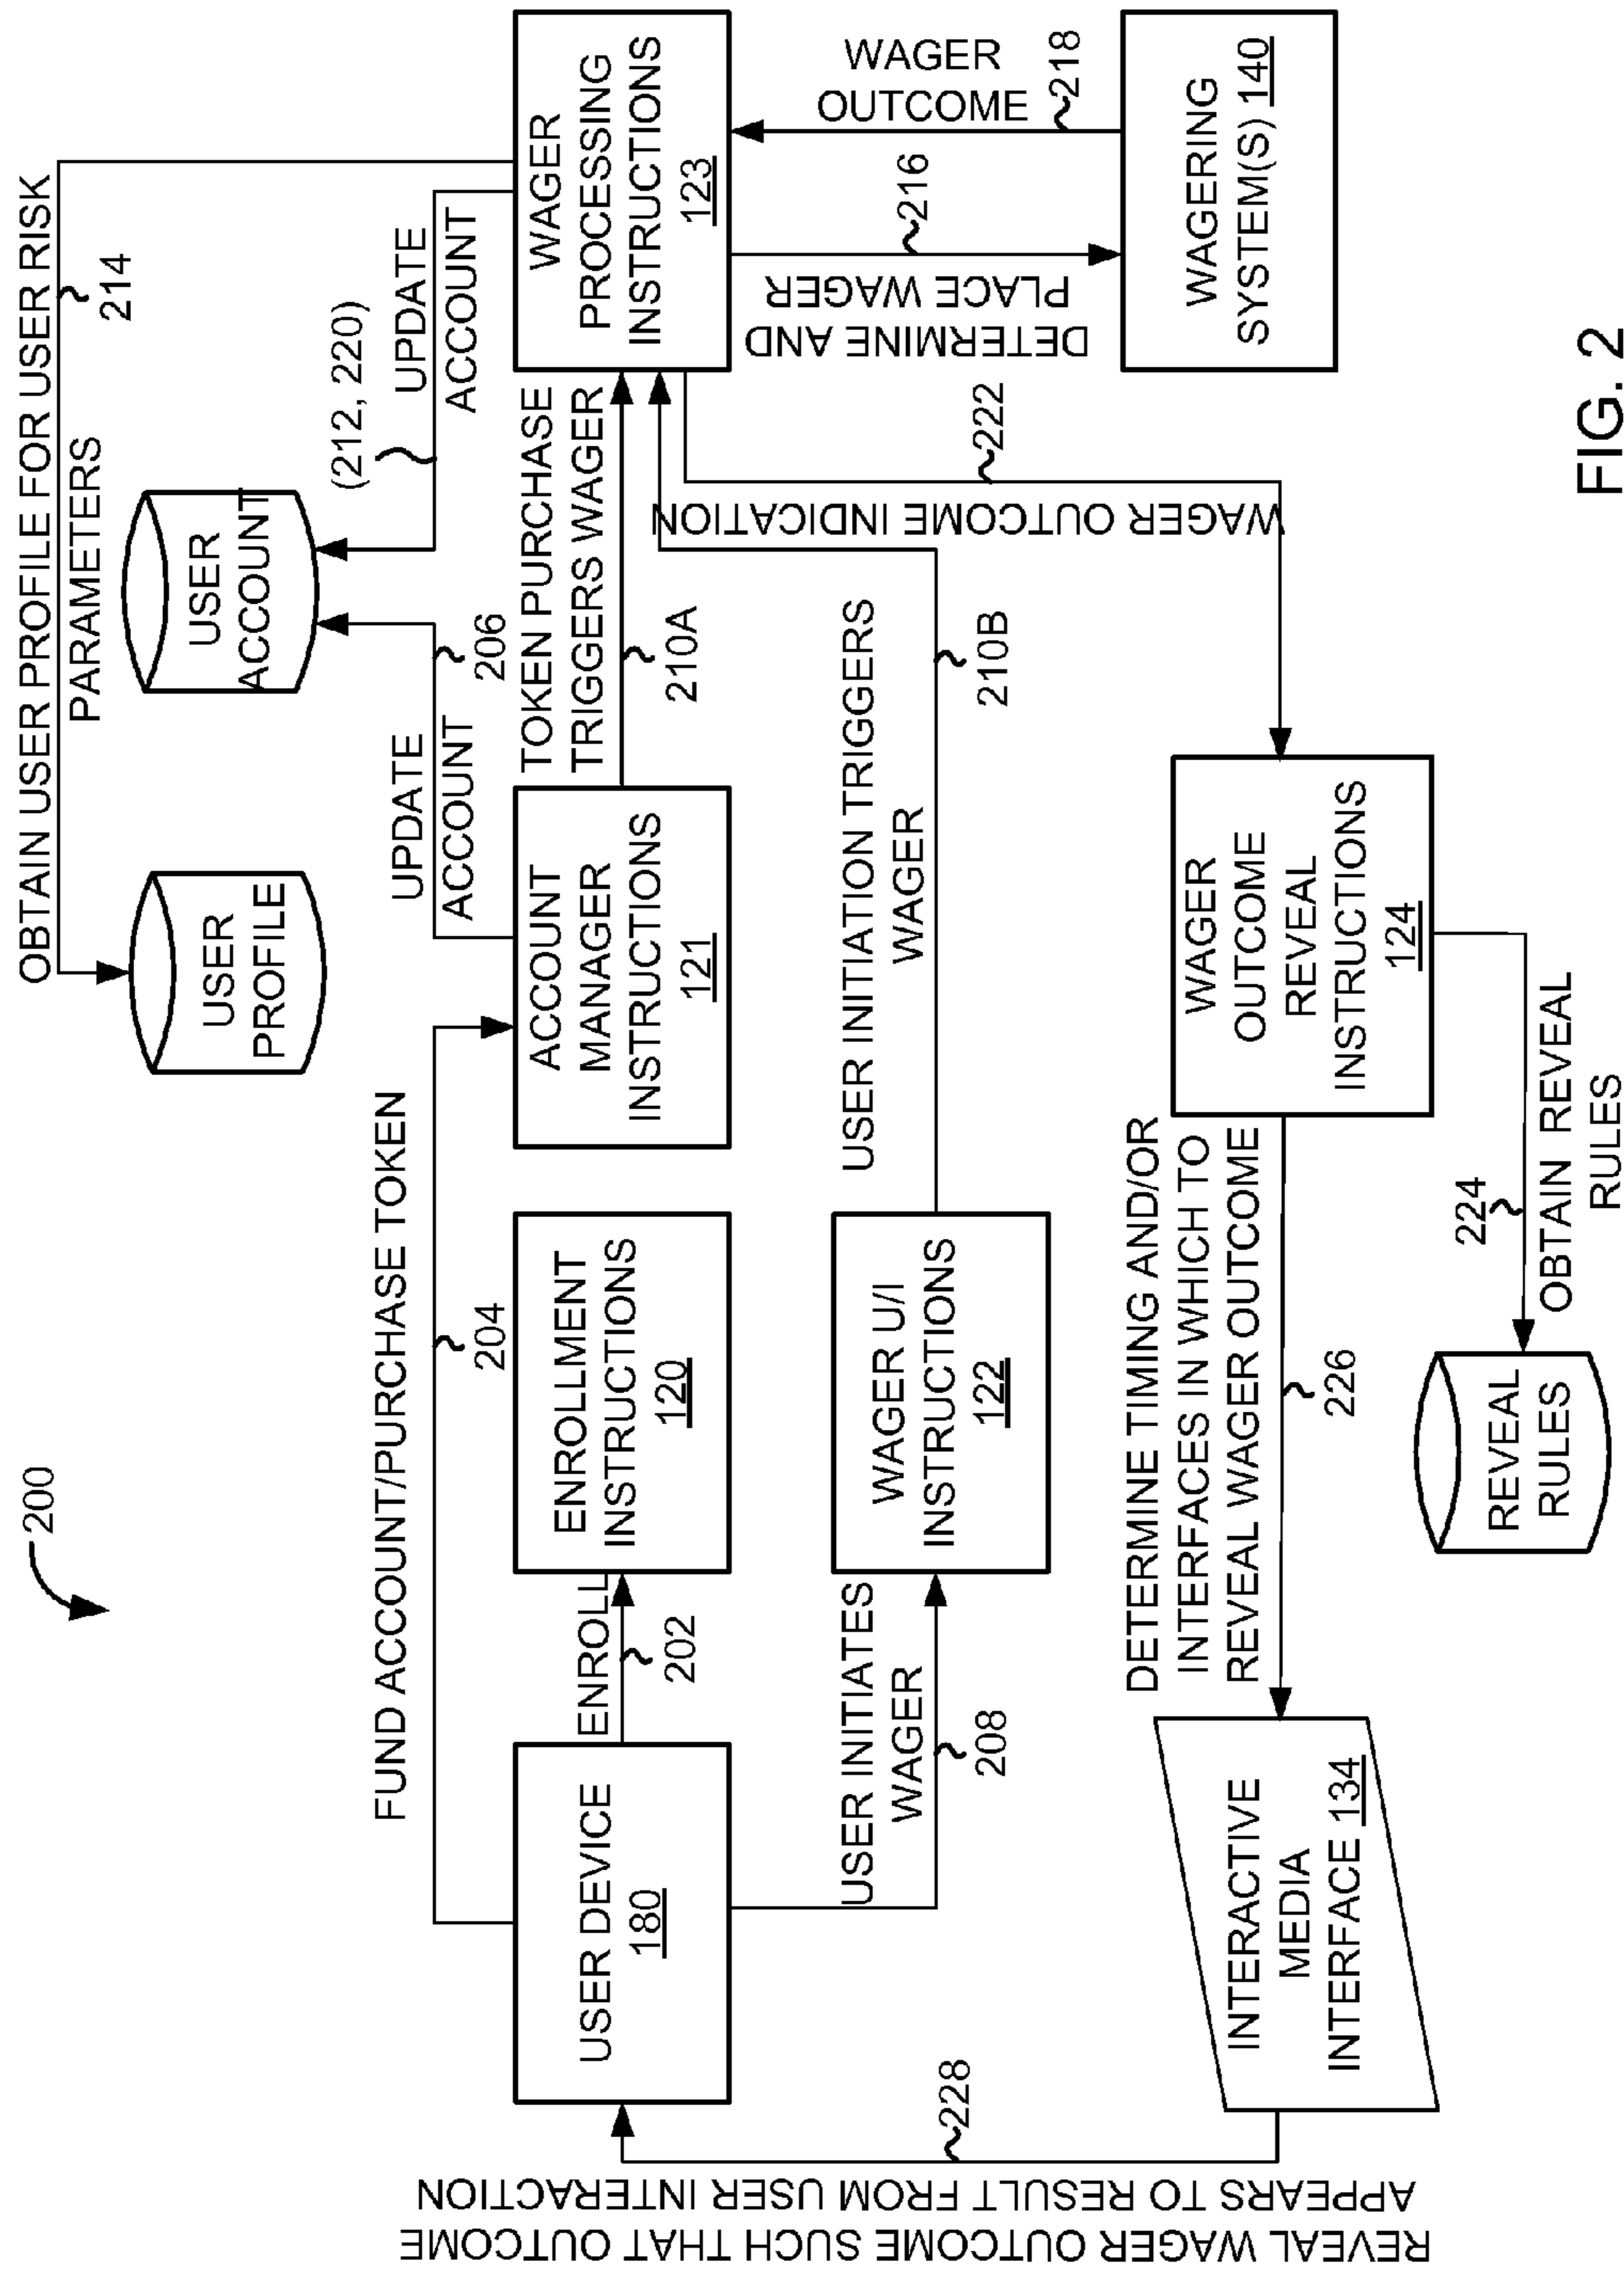 200
OBTAIN USER PROFILE FOR USER RISK
PARAMETERS
214
USER
PROFILE
USER
ACCOUNT
(212, 220)
UPDATE
ACCOUNT
UPDATE
ACCOUNT
206
FUND ACCOUNT/PURCHASE TOKEN
204
USER DEVICE
180
ENROLL
202
ENROLLMENT
INSTRUCTIONS
120
ACCOUNT
MANAGER
INSTRUCTIONS
121
TOKEN PURCHASE
TRIGGERS WAGER
210A
WAGER
PROCESSING
INSTRUCTIONS
123
USER INITIATES
WAGER
208
WAGER U/I
INSTRUCTIONS
122
USER INITIATION TRIGGERS
WAGER
210B
WAGER OUTCOME INDICATION
222
DETERMINE AND
PLACE WAGER
216
WAGER
OUTCOME
218
WAGERING
SYSTEM(S) 140
REVEAL WAGER OUTCOME SUCH THAT OUTCOME
APPEARS TO RESULT FROM USER INTERACTION
228
INTERACTIVE
MEDIA
INTERFACE 134
DETERMINE TIMING AND/OR
INTERFACES IN WHICH TO
REVEAL WAGER OUTCOME
226
WAGER
OUTCOME
REVEAL
INSTRUCTIONS
124
REVEAL
RULES
224
OBTAIN REVEAL
RULES
FIG. 2